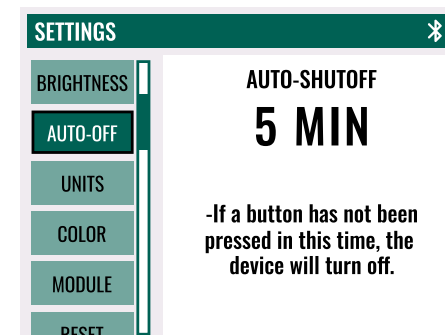 SETTINGS
BRIGHTNESS
AUTO-OFF
UNITS
COLOR
MODULE
RESET
AUTO-SHUTOFF
5 MIN
-If a button has not been
pressed in this time, the
device will turn off.